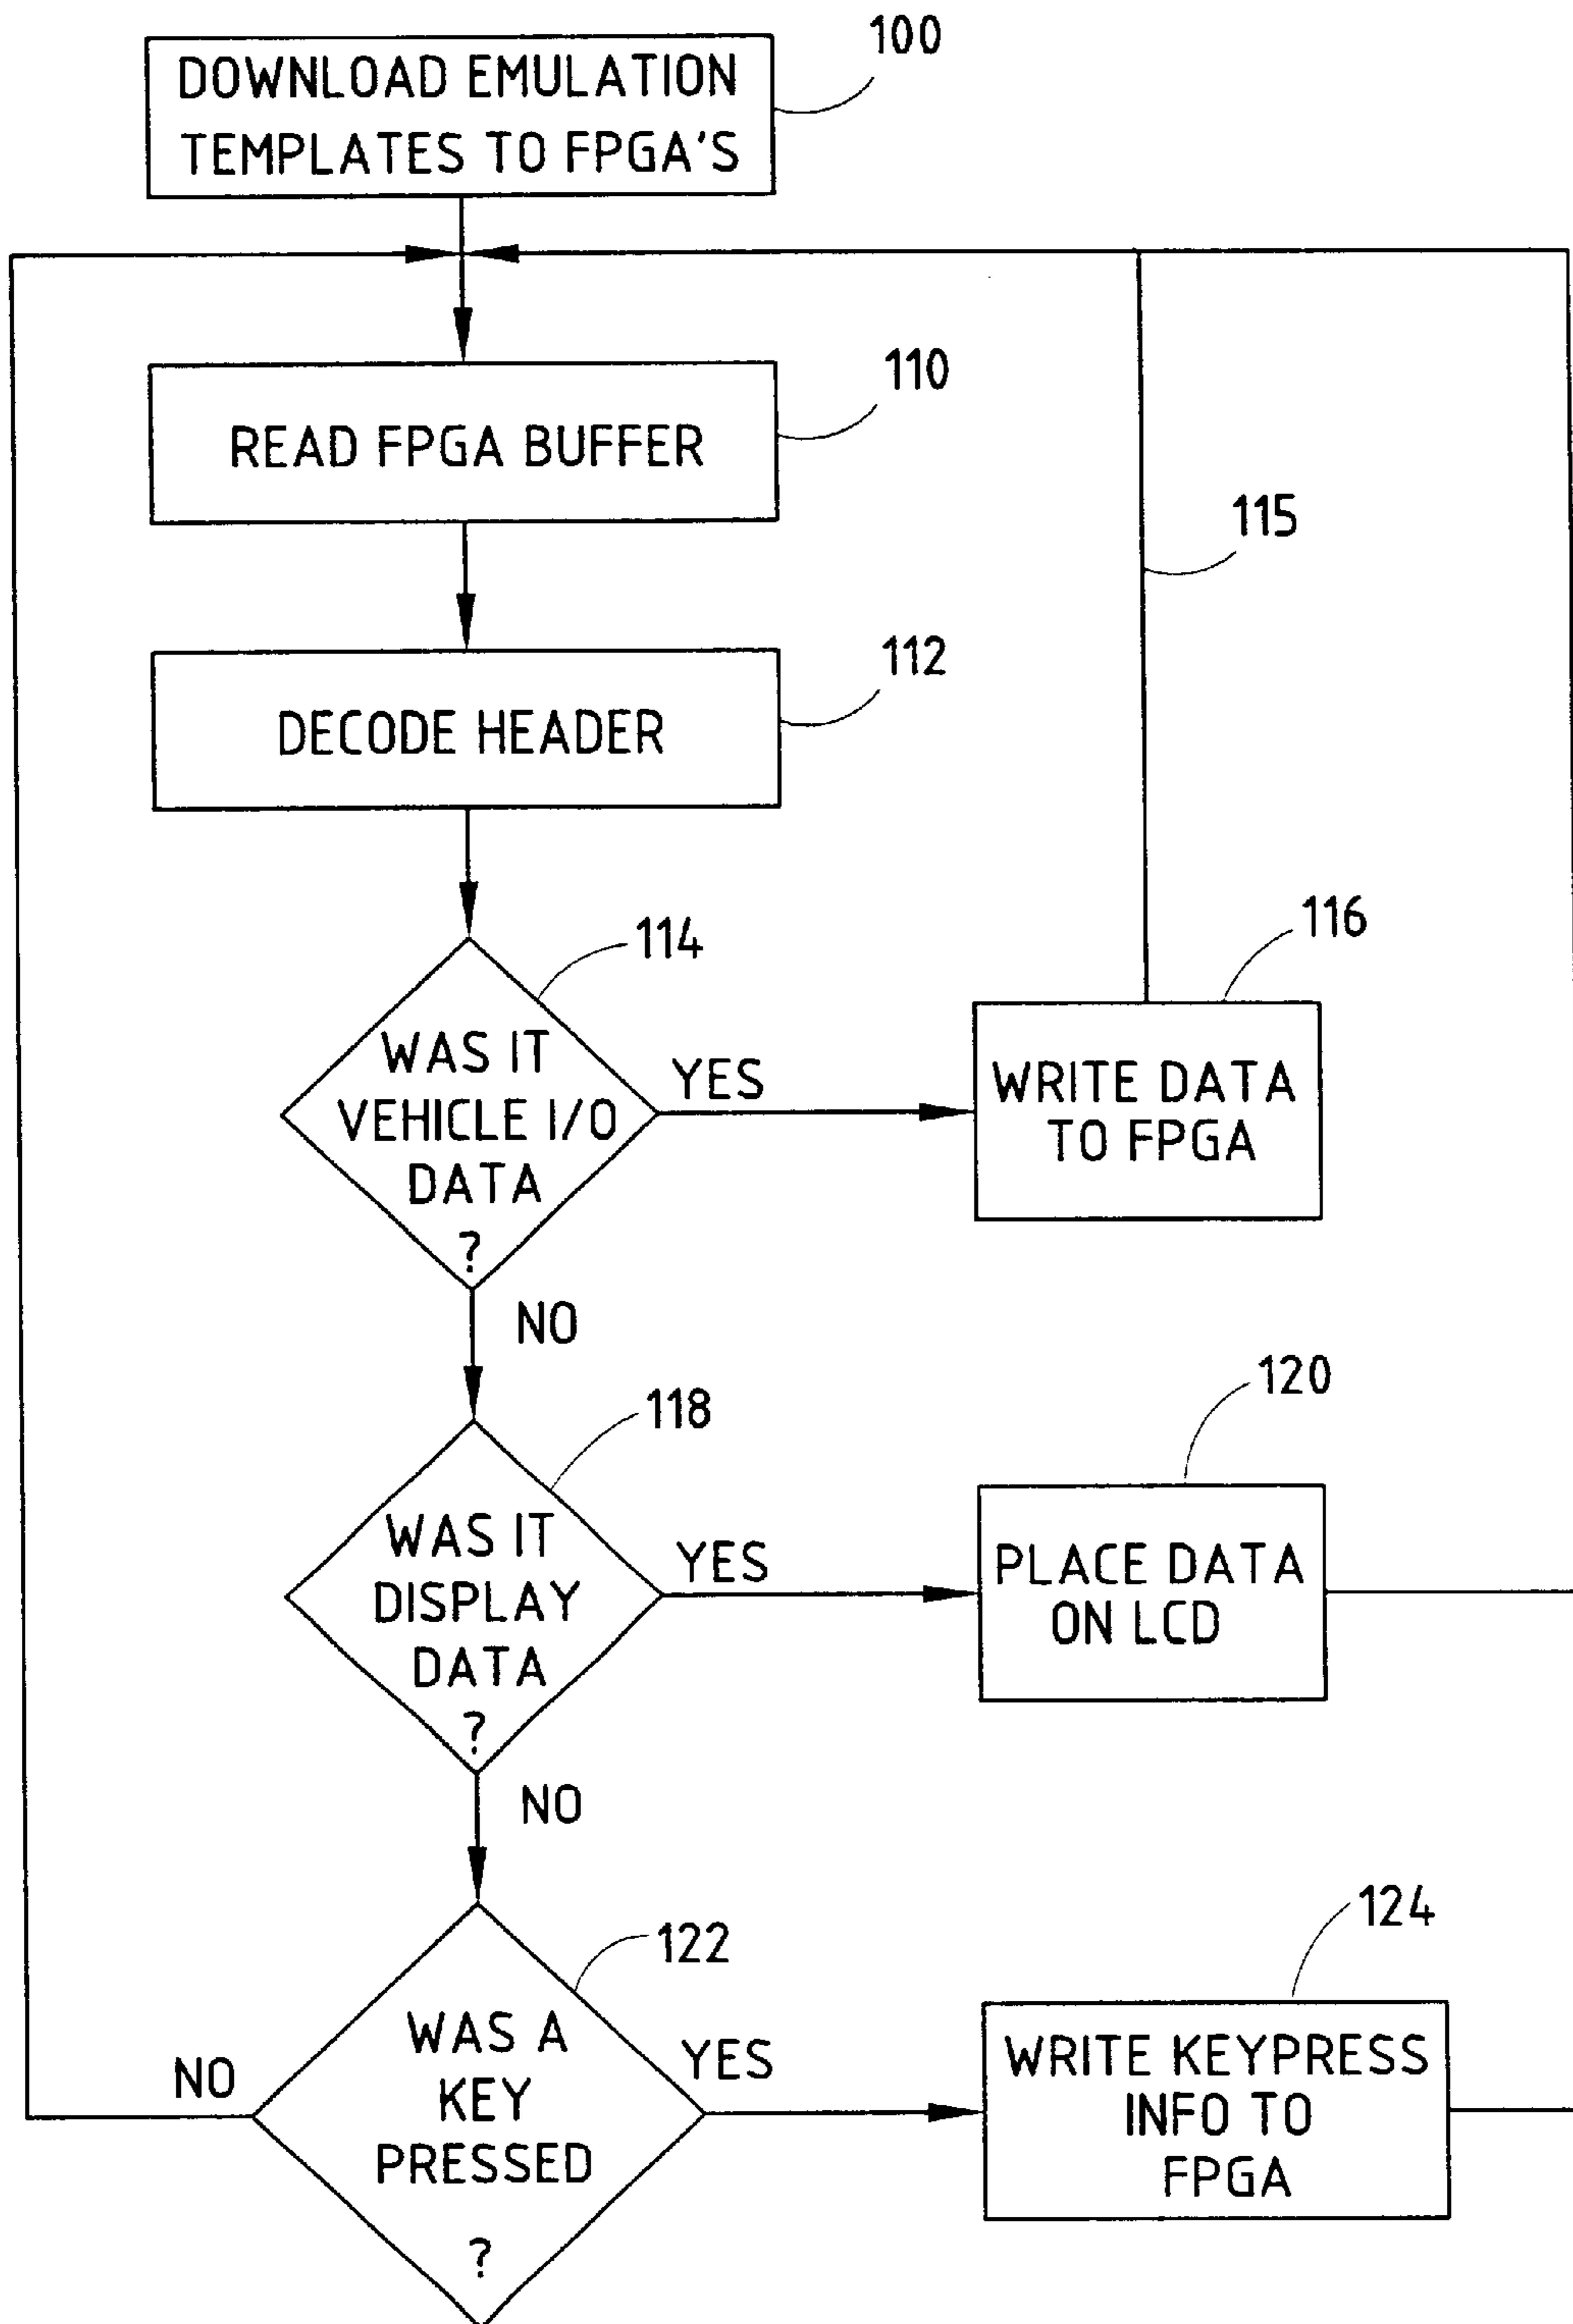 100
DOWNLOAD EMULATION
TEMPLATES TO FPGA'S
110
READ FPGA BUFFER
115
112
DECODE HEADER
114
116
WAS IT
VEHICLE I/O
DATA
?
YES
WRITE DATA
TO FPGA
NO
118
120
WAS IT
DISPLAY
DATA
?
YES
PLACE DATA
ON LCD
NO
122
124
WAS A
KEY
PRESSED
?
NO
YES
WRITE KEYPRESS
INFO TO
FPGA